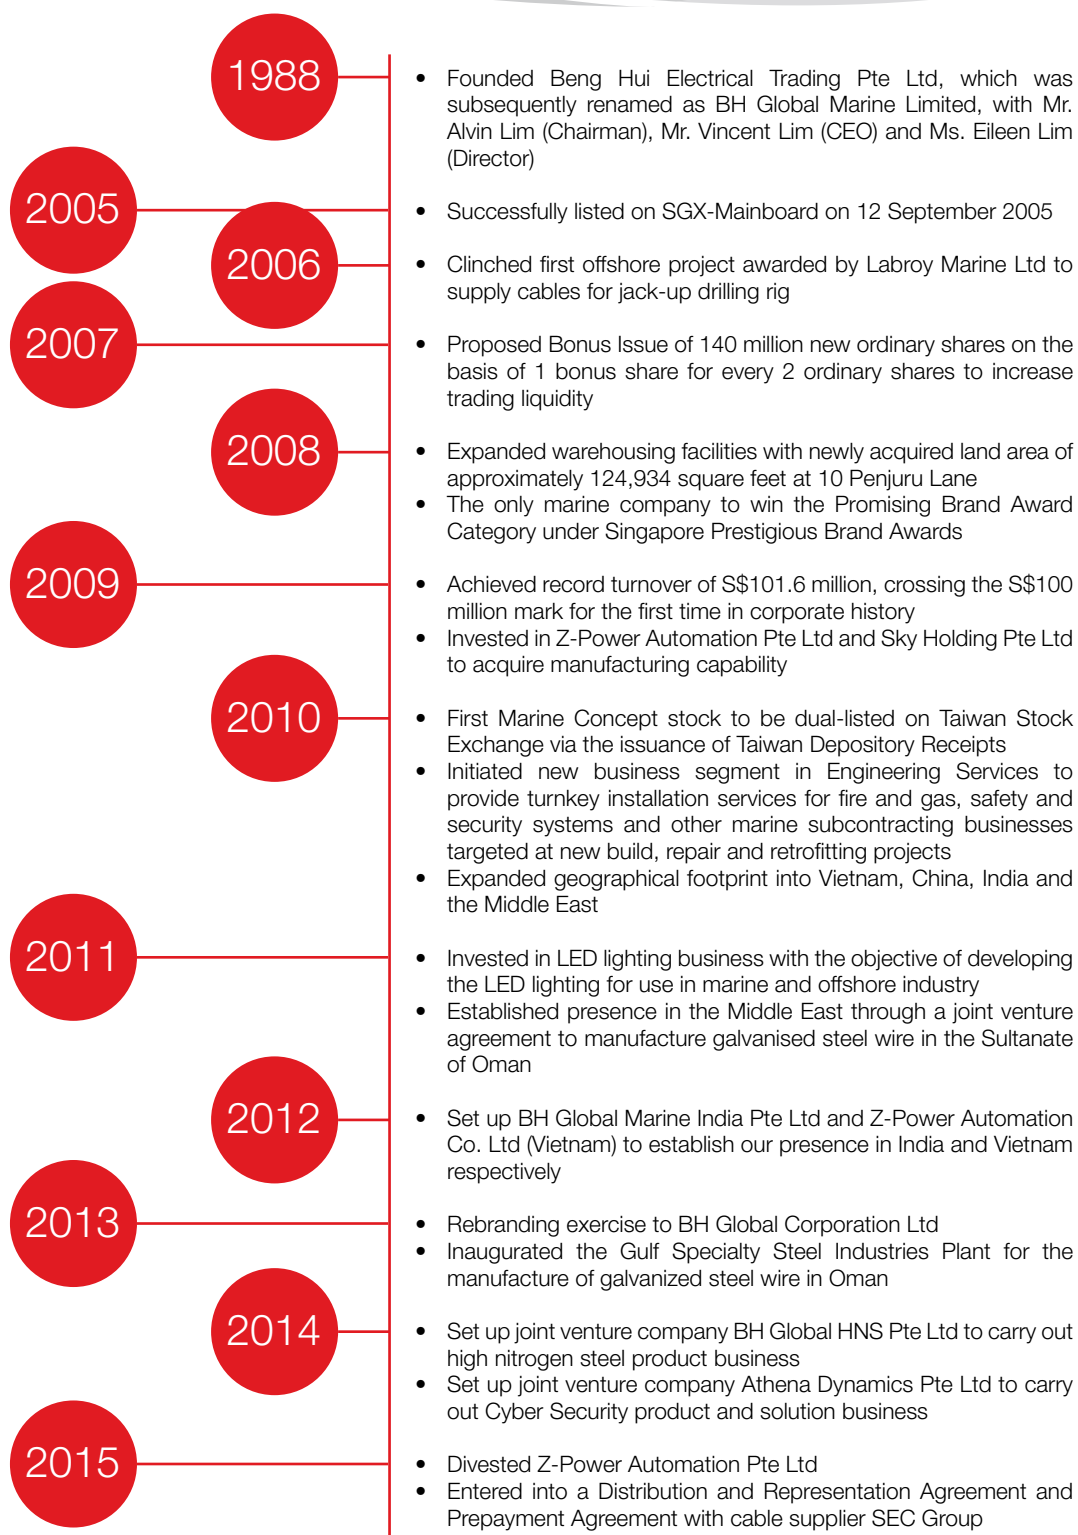 1988
• Founded Beng Hui Electrical Trading Pte Ltd, which was
subsequently renamed as BH Global Marine Limited, with Mr.
Alvin Lim (Chairman), Mr. Vincent Lim (CEO) and Ms. Eileen Lim
(Director)
2005
• Successfully listed on SGX-Mainboard on 12 September 2005
2006
• Clinched first offshore project awarded by Labroy Marine Ltd to
supply cables for jack-up drilling rig
2007
• Proposed Bonus Issue of 140 million new ordinary shares on the
basis of 1 bonus share for every 2 ordinary shares to increase
trading liquidity
2008
• Expanded warehousing facilities with newly acquired land area of
approximately 124,934 square feet at 10 Penjuru Lane
• The only marine company to win the Promising Brand Award
Category under Singapore Prestigious Brand Awards
2009
• Achieved record turnover of S$101.6 million, crossing the S$100
million mark for the first time in corporate history
• Invested in Z-Power Automation Pte Ltd and Sky Holding Pte Ltd
to acquire manufacturing capability
2010
• First Marine Concept stock to be dual-listed on Taiwan Stock
Exchange via the issuance of Taiwan Depository Receipts
• Initiated new business segment in Engineering Services to
provide turnkey installation services for fire and gas, safety and
security systems and other marine subcontracting businesses
targeted at new build, repair and retrofitting projects
• Expanded geographical footprint into Vietnam, China, India and
the Middle East
2011
• Invested in LED lighting business with the objective of developing
the LED lighting for use in marine and offshore industry
• Established presence in the Middle East through a joint venture
agreement to manufacture galvanised steel wire in the Sultanate
of Oman
2012
• Set up BH Global Marine India Pte Ltd and Z-Power Automation
Co. Ltd (Vietnam) to establish our presence in India and Vietnam
respectively
2013
• Rebranding exercise to BH Global Corporation Ltd
• Inaugurated the Gulf Specialty Steel Industries Plant for the
manufacture of galvanized steel wire in Oman
2014
• Set up joint venture company BH Global HNS Pte Ltd to carry out
high nitrogen steel product business
• Set up joint venture company Athena Dynamics Pte Ltd to carry
out Cyber Security product and solution business
2015
• Divested Z-Power Automation Pte Ltd
• Entered into a Distribution and Representation Agreement and
Prepayment Agreement with cable supplier SEC Group